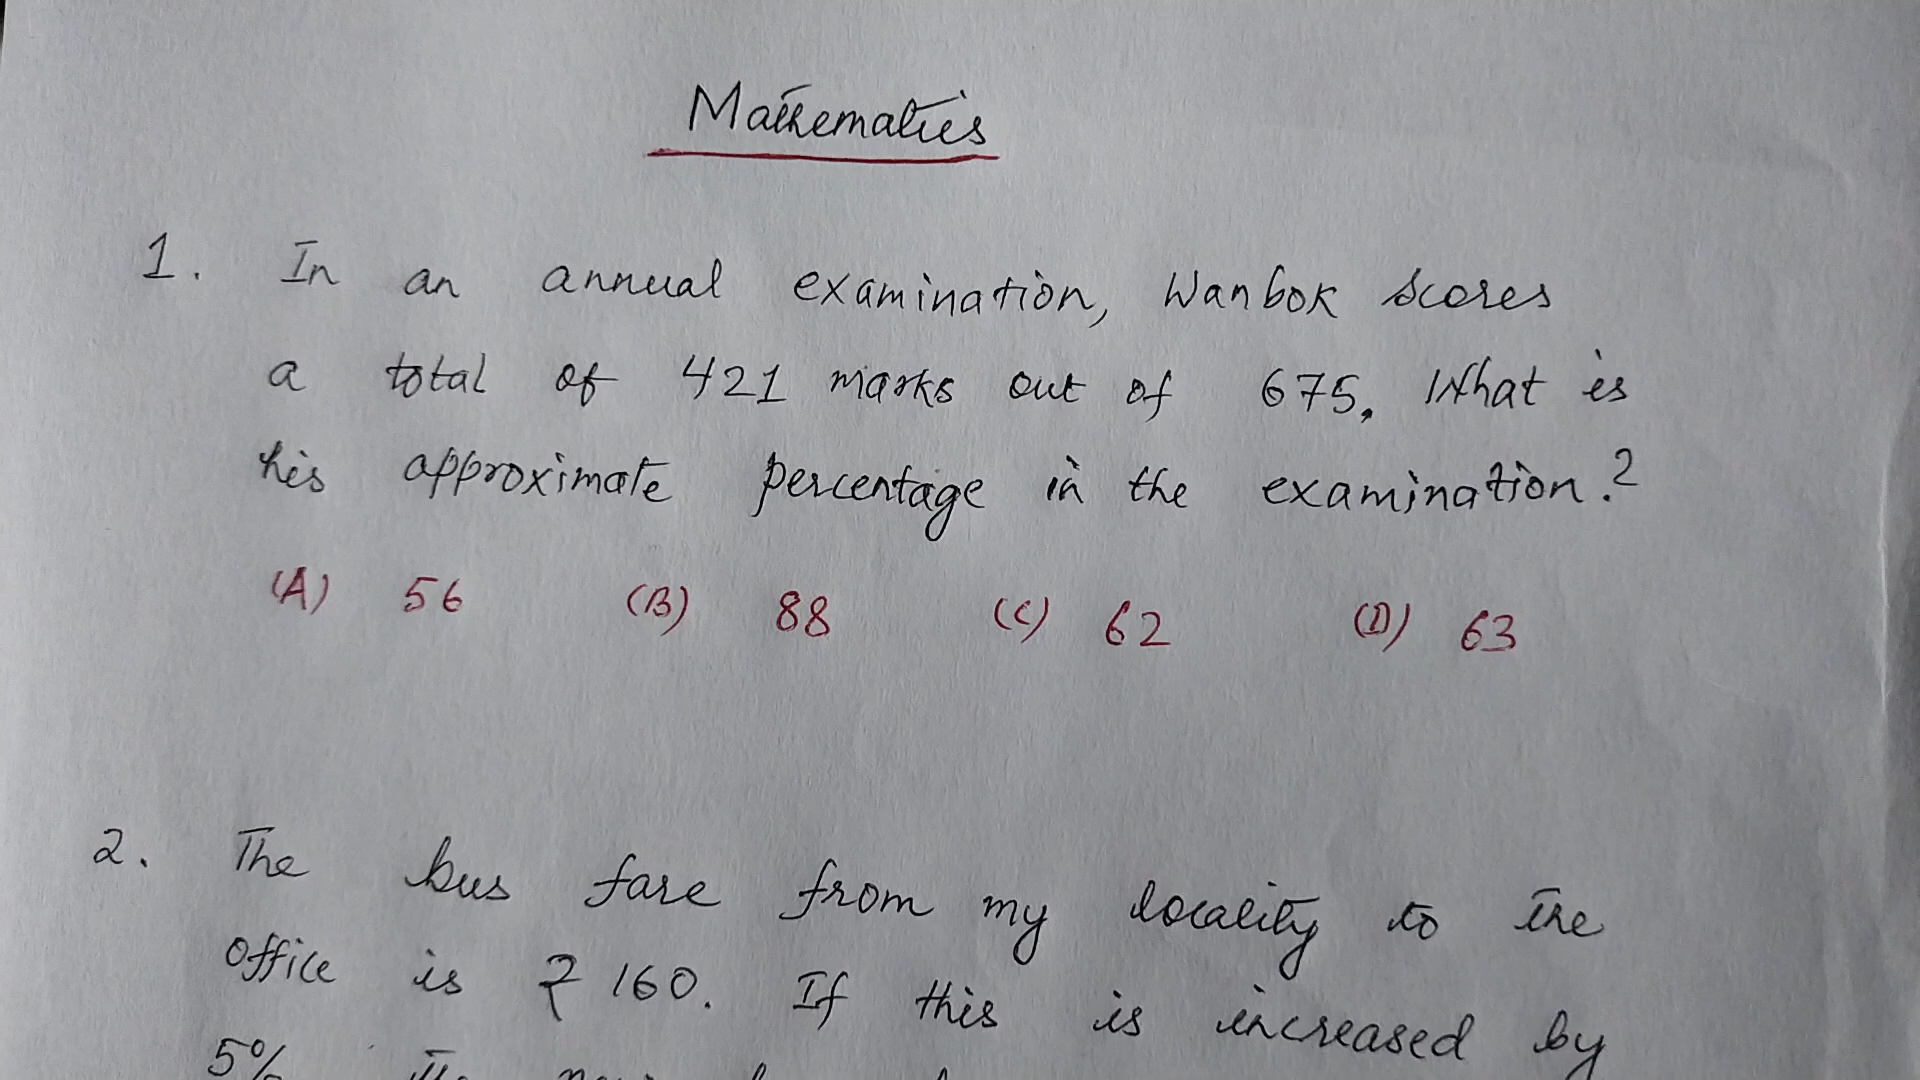 Mathematics
1. In an annual examination, Wanbok scores
a total of 421 marks out of 675. What is
his approximate percentage in the examination.?
(A) 56 (B) 88 (C) 62 (D) 63
2. The bus fare from my locality to the
office is ₹ 160. If this is increased by
5%